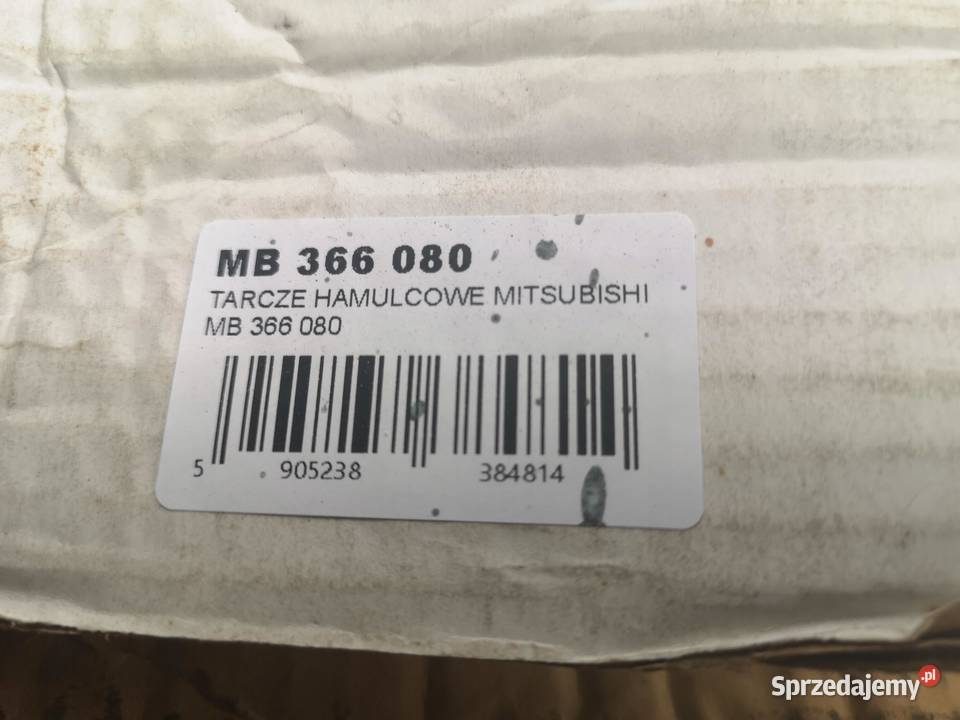 MB 366 080
TARCZE HAMULCOWE MITSUBISHI
MB 366 080
5 905238 384814
Sprzedajemy.pl